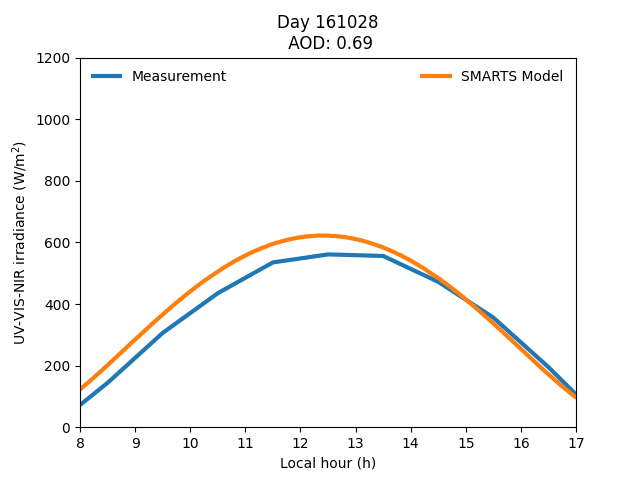 Day 161028
AOD: 0.69
Measurement
SMARTS Model
1200
1000
800
600
400
200
0
UV-VIS-NIR irradiance (W/m²)
8 9 10 11 12 13 14 15 16 17
Local hour (h)